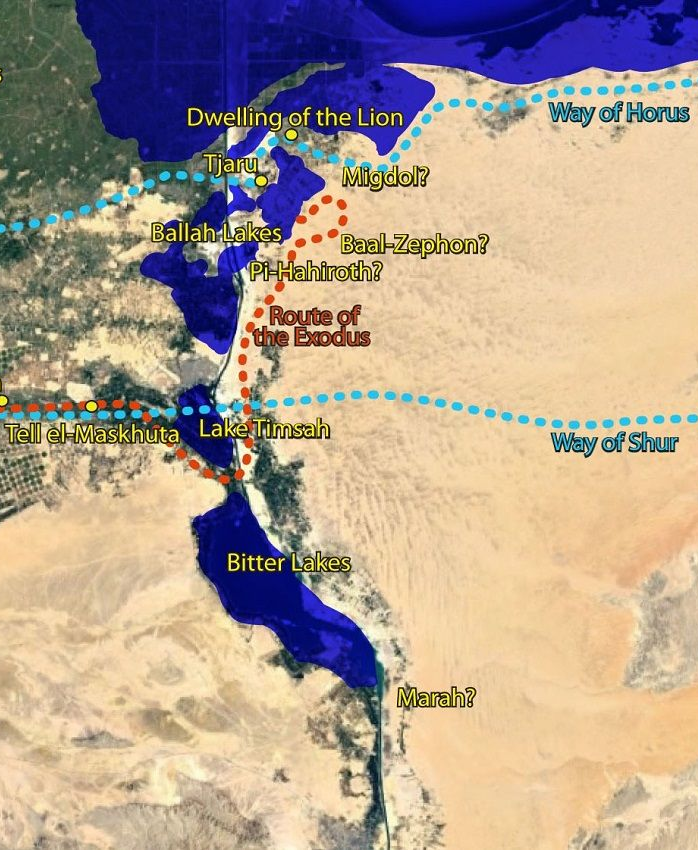 Dwelling of the Lion
Way of Horus
Tjaru
Migdol?
Ballah Lakes
Baal-Zephon?
Pi-Hahiroth?
Route of
the Exodus
Tell el-Maskhuta
Lake Timsah
Way of Shur
Bitter Lakes
Marah?